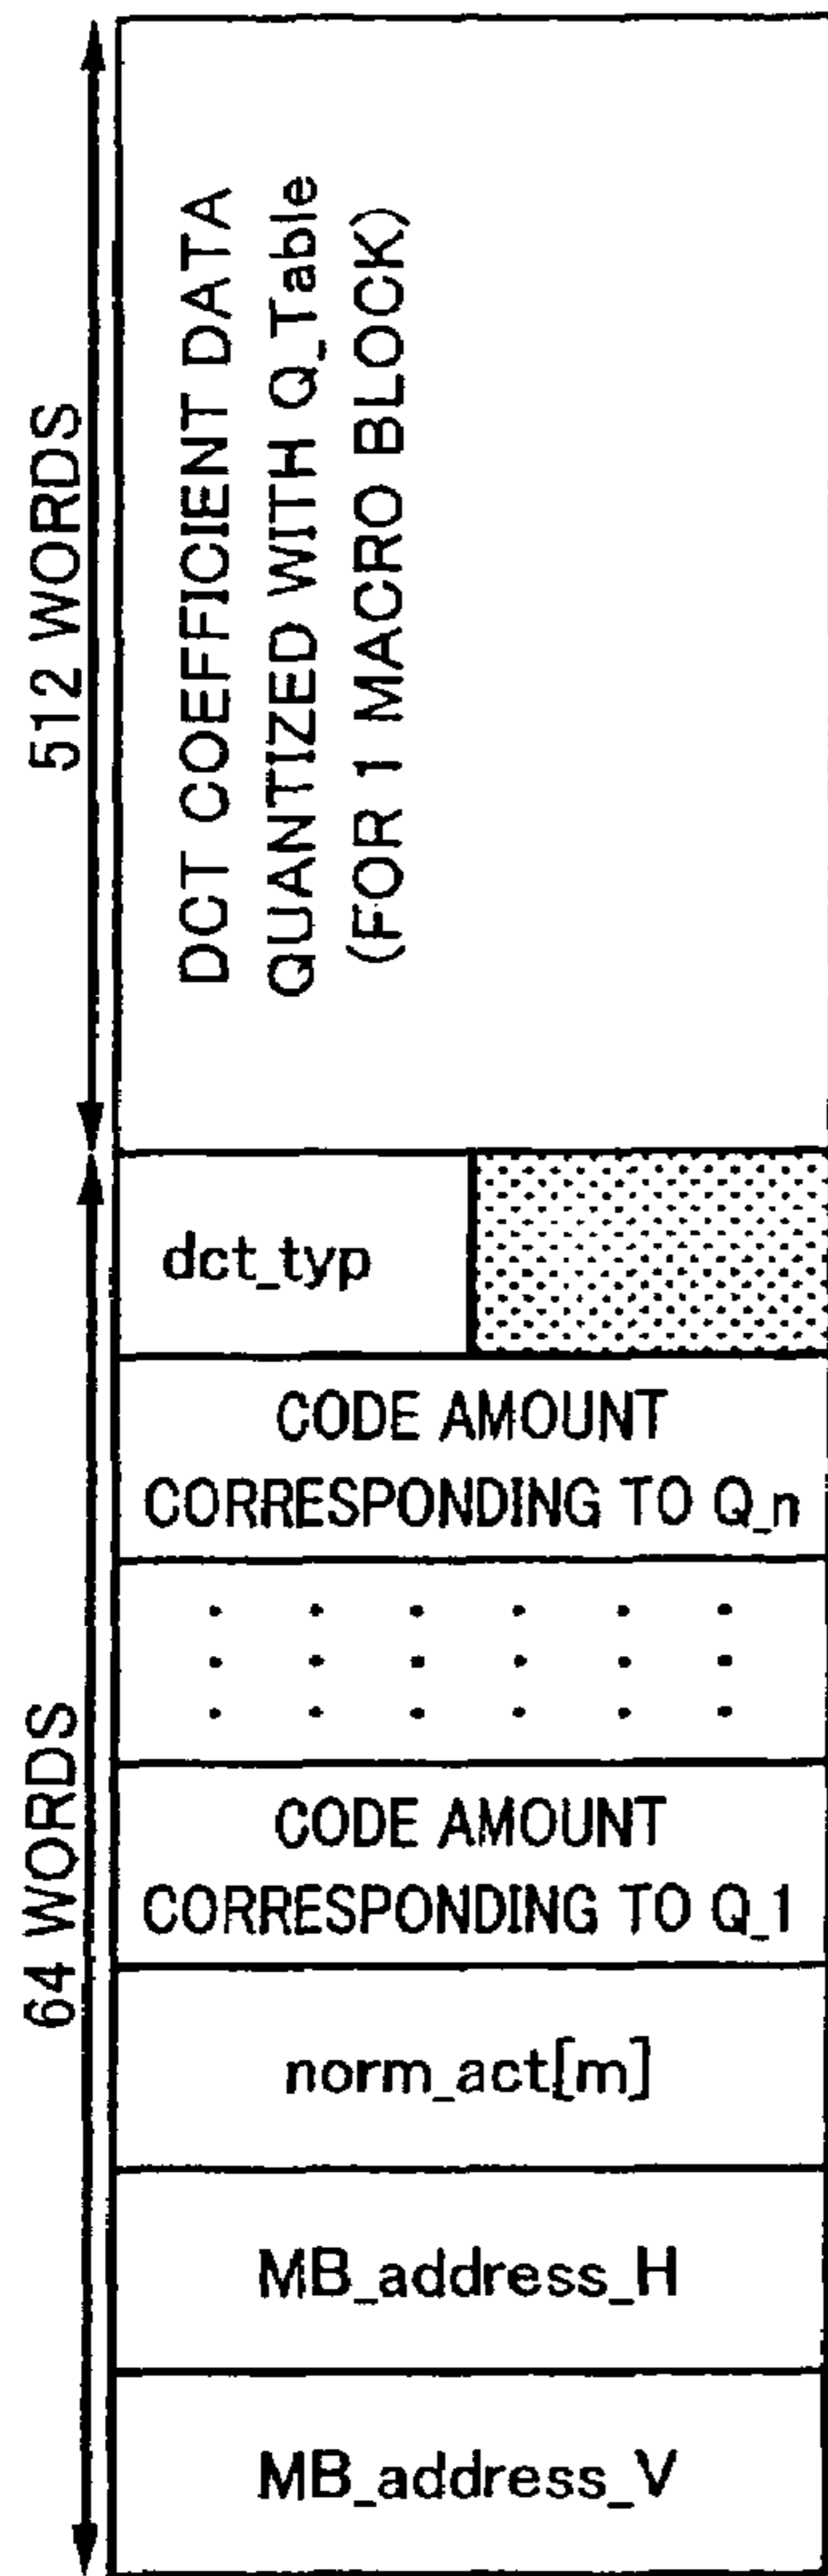 512 WORDS
DCT COEFFICIENT DATA
QUANTIZED WITH Q_Table
(FOR 1 MACRO BLOCK)
64 WORDS
dct_typ
CODE AMOUNT
CORRESPONDING TO Q_n
CODE AMOUNT
CORRESPONDING TO Q_1
norm_act[m]
MB_address_H
MB_address_V